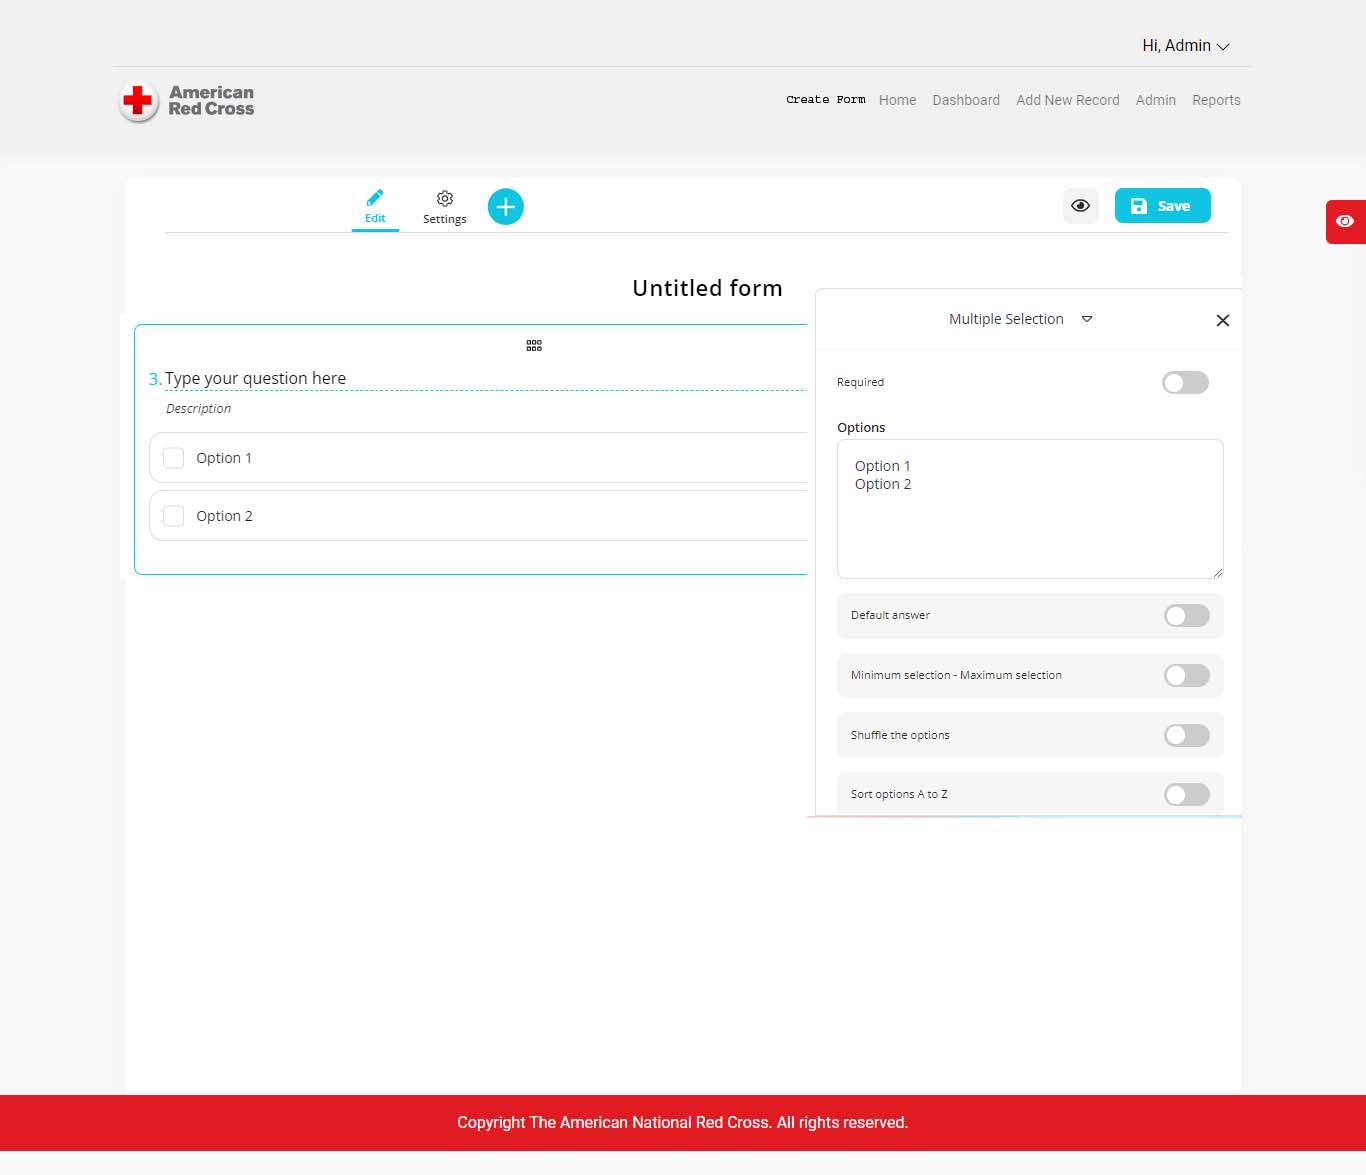 Hi, Admin
American
Red Cross
Create Form Home Dashboard Add New Record Admin Reports
Edit
Settings
Save
Untitled form
3. Type your question here
Description
Option 1
Option 2
Multiple Selection
Required
Options
Option 1
Option 2
Default answer
Minimum selection - Maximum selection
Shuffle the options
Sort options A to Z
Copyright The American National Red Cross. All rights reserved.